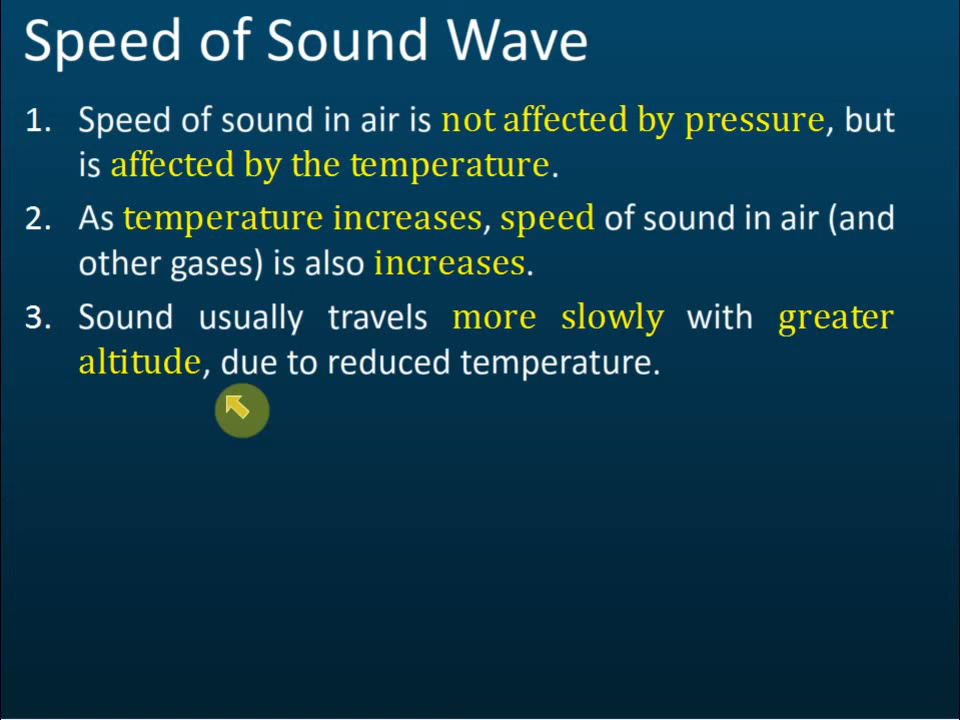 Speed of Sound Wave
1. Speed of sound in air is not affected by pressure, but
is affected by the temperature.
2. As temperature increases, speed of sound in air (and
other gases) is also increases.
3. Sound usually travels more slowly with greater
altitude, due to reduced temperature.